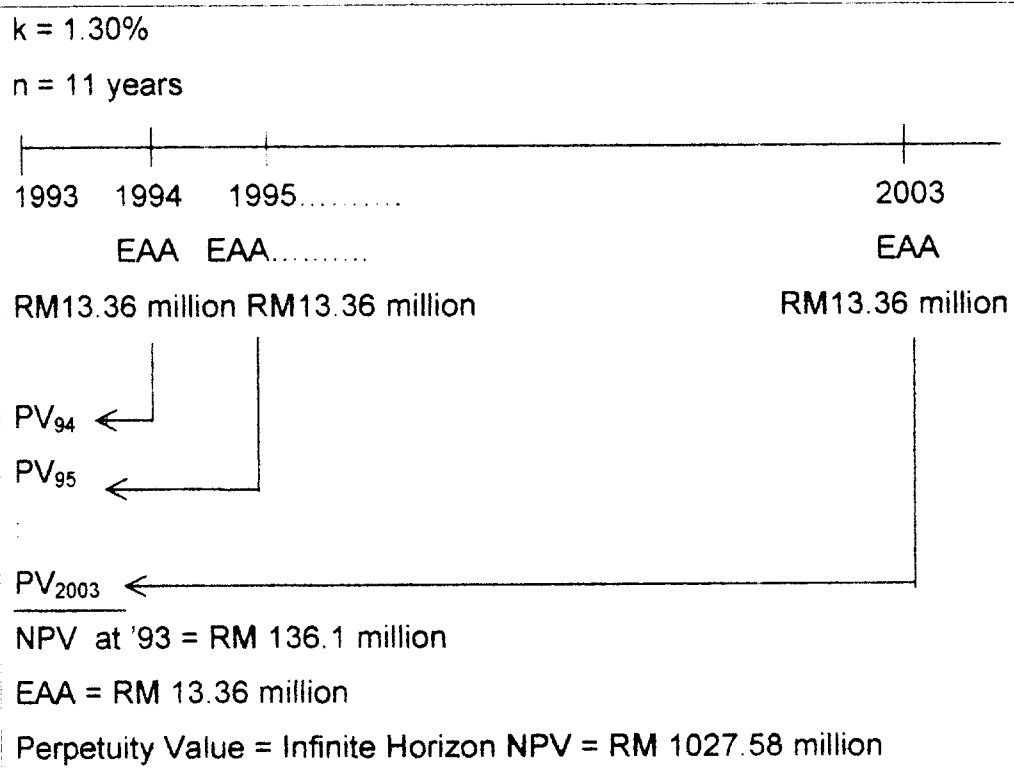 k = 1.30%
n = 11 years
1993 1994 1995.......... 2003
EAA EAA.......... EAA
RM13.36 million RM13.36 million RM13.36 million
PV₉₄
PV₉₅
PV₂₀₀₃
NPV at '93 = RM 136.1 million
EAA = RM 13.36 million
Perpetuity Value = Infinite Horizon NPV = RM 1027.58 million